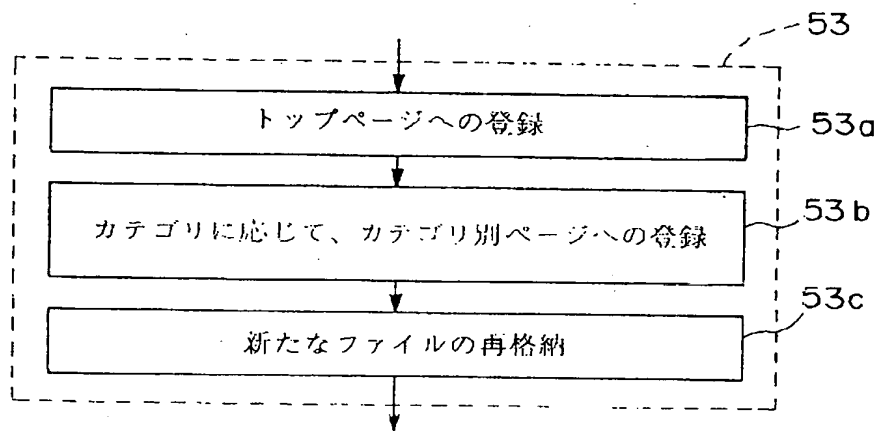 53
トップページへの登録
53a
カテゴリに応じて、カテゴリ別ページへの登録
53b
新たなファイルの再格納
53c